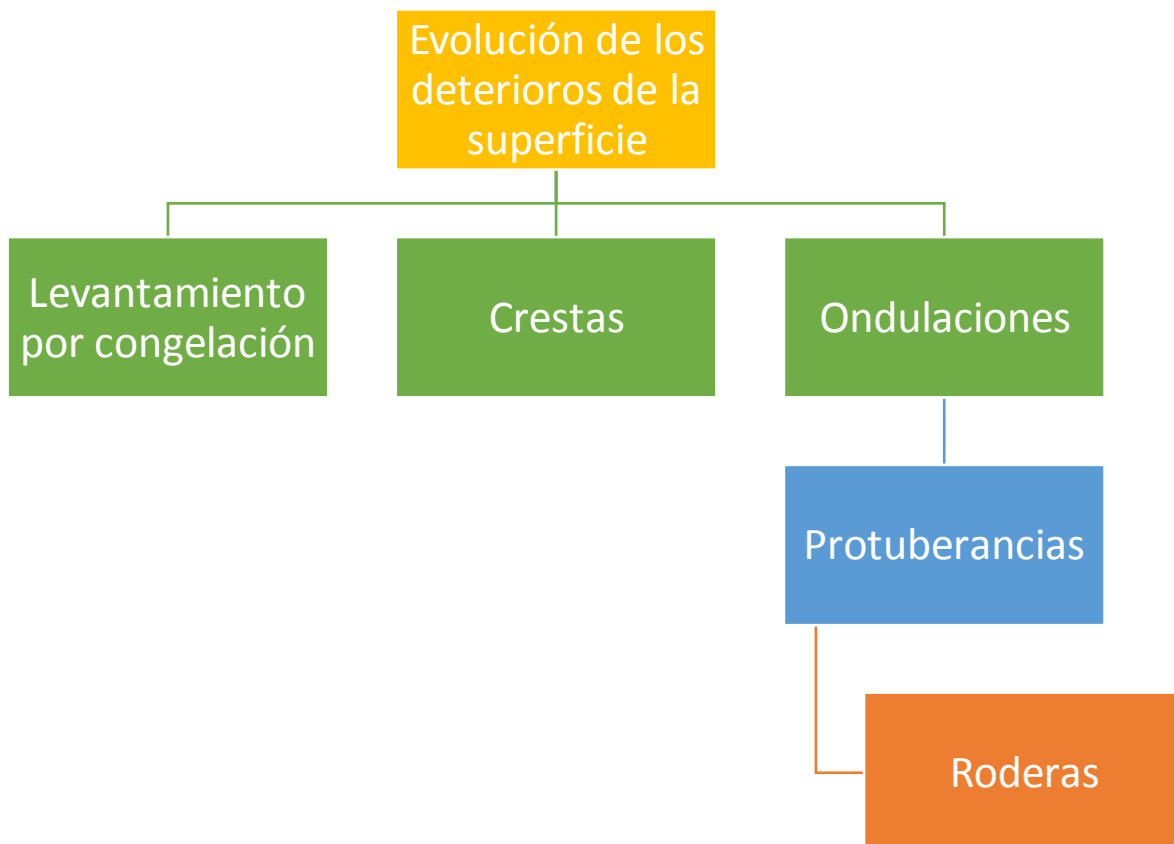 Evolución de los
deterioros de la
superficie
Levantamiento
por congelación
Crestas
Ondulaciones
Protuberancias
Roderas